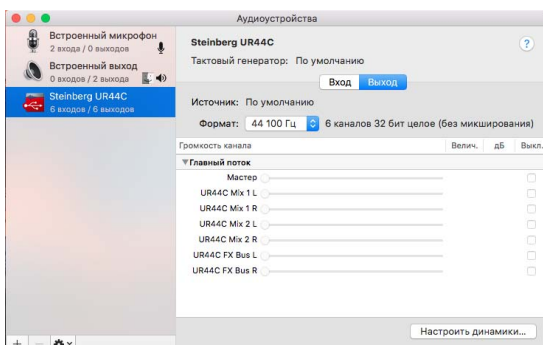 Аудиоустройства
Встроенный микрофон
2 входа / 0 выходов
Встроенный выход
0 входов / 2 выхода
Steinberg UR44C
6 входов / 6 выходов
Steinberg UR44C
?
Тактовый генератор: По умолчанию
Вход Выход
Источник: По умолчанию
Формат: 44 100 Гц 6 каналов 32 бит целое (без микширования)
Громкость канала Велич. дБ Выкл.
Главный поток
Мастер
UR44C Mix 1 L
UR44C Mix 1 R
UR44C Mix 2 L
UR44C Mix 2 R
UR44C FX Bus L
UR44C FX Bus R
Настроить динамики...